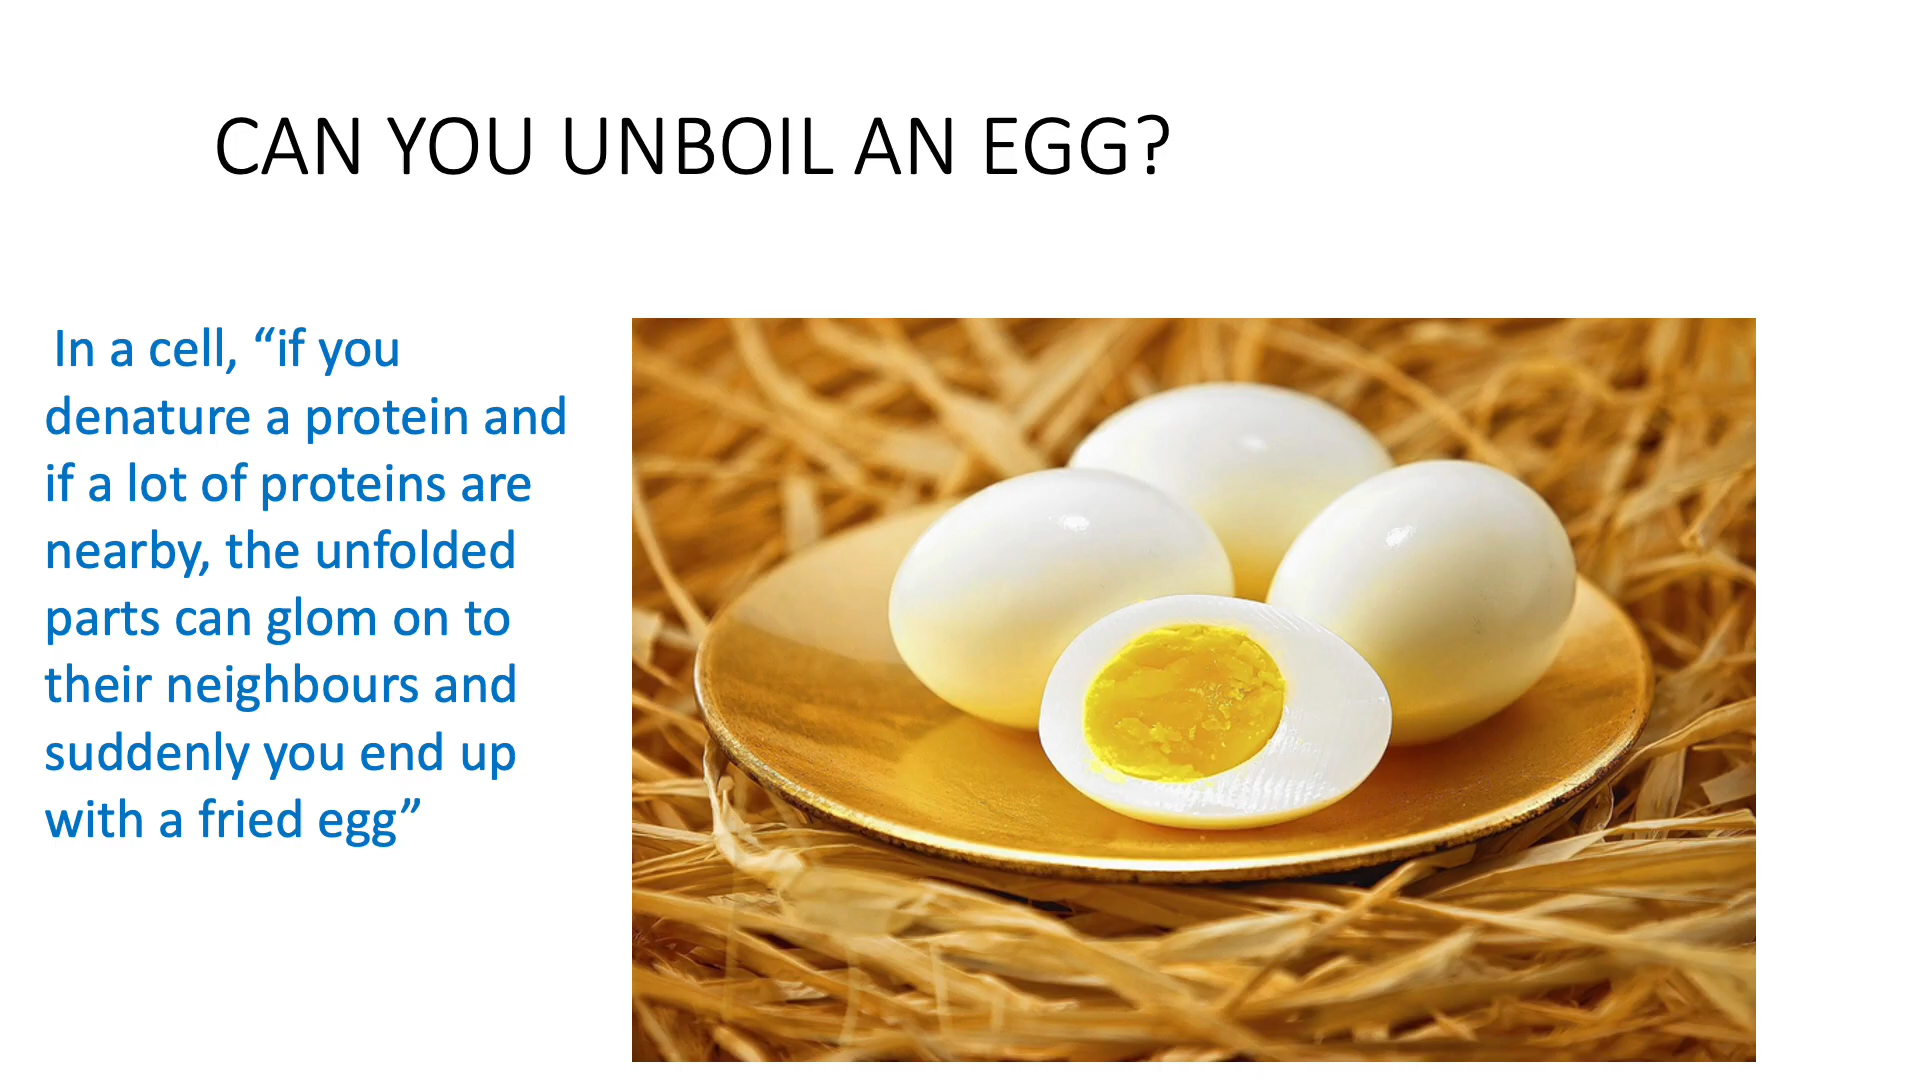 CAN YOU UNBOIL AN EGG?
In a cell, “if you
denature a protein and
if a lot of proteins are
nearby, the unfolded
parts can glom on to
their neighbours and
suddenly you end up
with a fried egg”